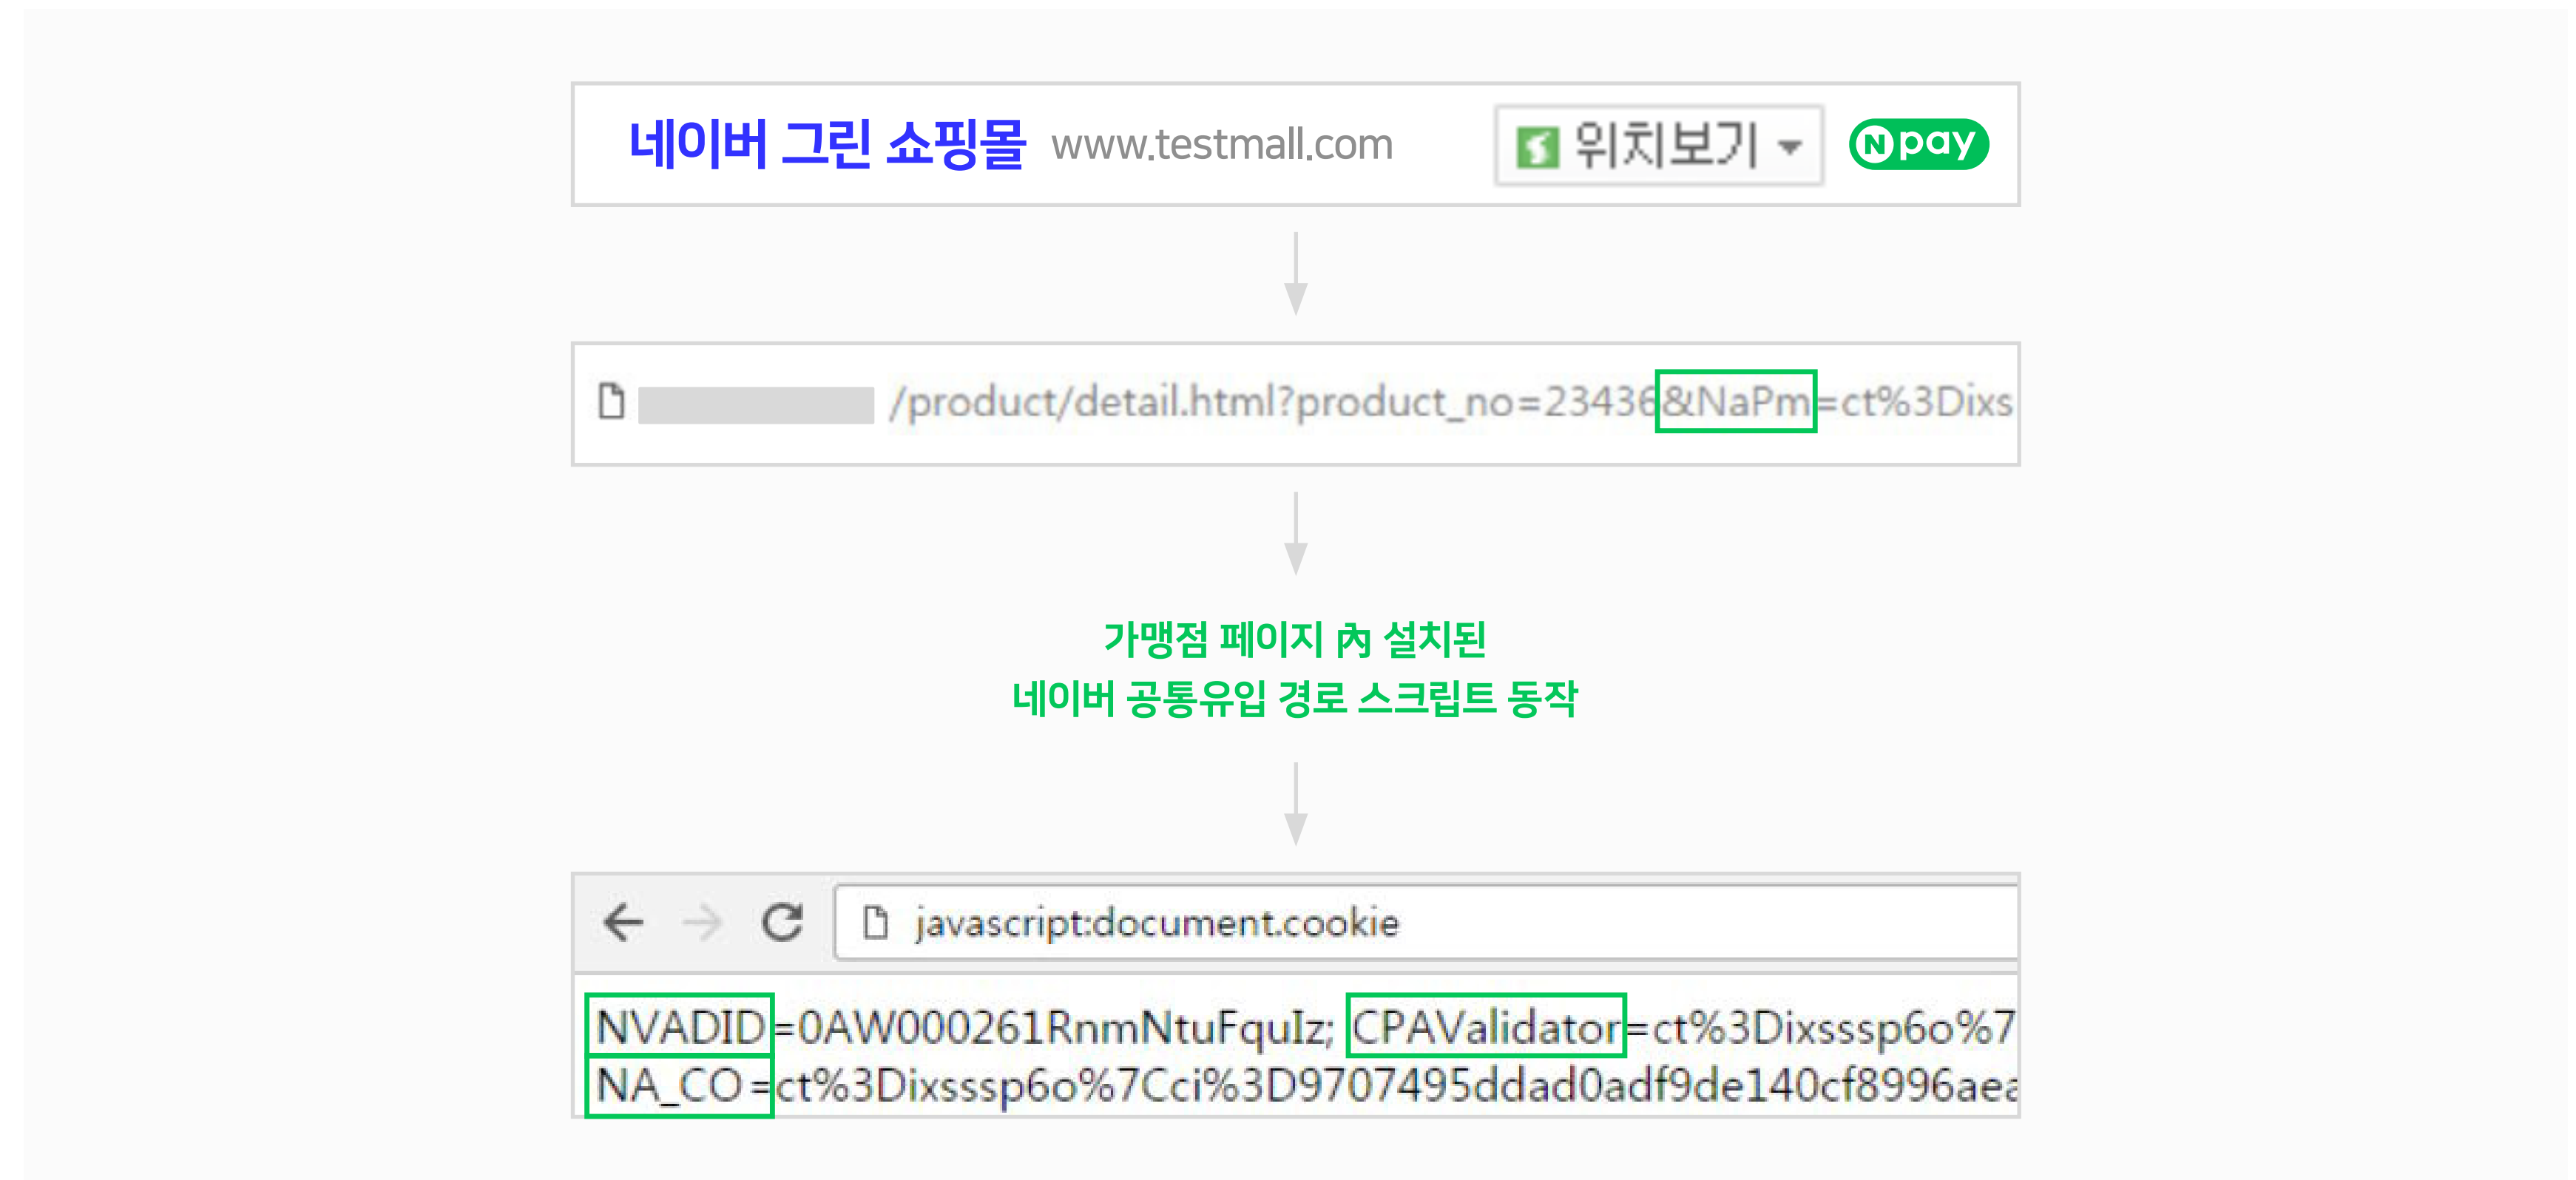 네이버 그린 쇼핑몰 www.testmall.com 위치보기 N pay
/product/detail.html?product_no=23436&NaPm=ct%3Dixs
가맹점 페이지 內 설치된
네이버 공통유입 경로 스크립트 동작
javascript:document.cookie
NVADID=0AW000261RnmNtuFquIz; CPAValidator=ct%3Dixsssp6o%7
NA_CO=ct%3Dixsssp6o%7Cci%3D9707495ddad0adf9de140cf8996aea